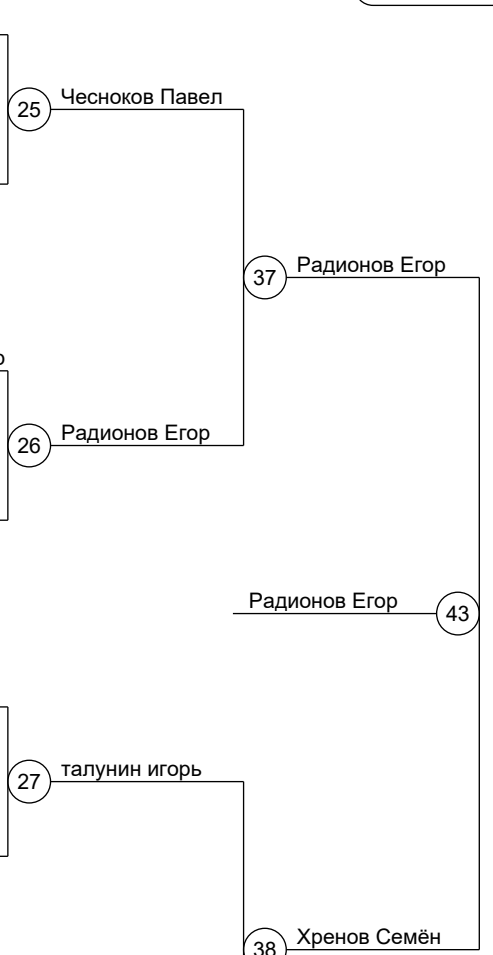 Чесноков Павел
25
Радионов Егор
37
Радионов Егор
26
Радионов Егор
43
талунин игорь
27
Хренов Семён
38